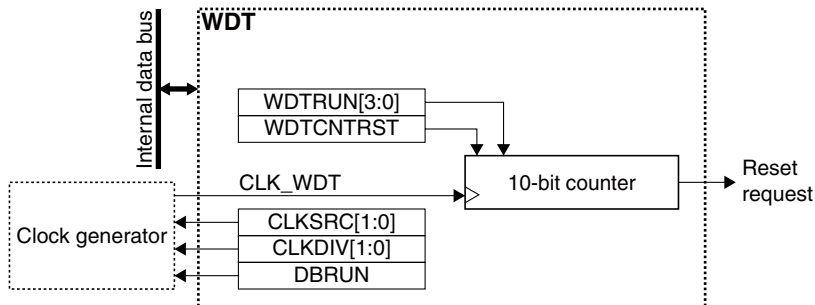 WDT
Internal data bus
WDTRUN[3:0]
WDTCNTRST
10-bit counter
Reset
request
CLK_WDT
Clock generator
CLKSRC[1:0]
CLKDIV[1:0]
DBRUN